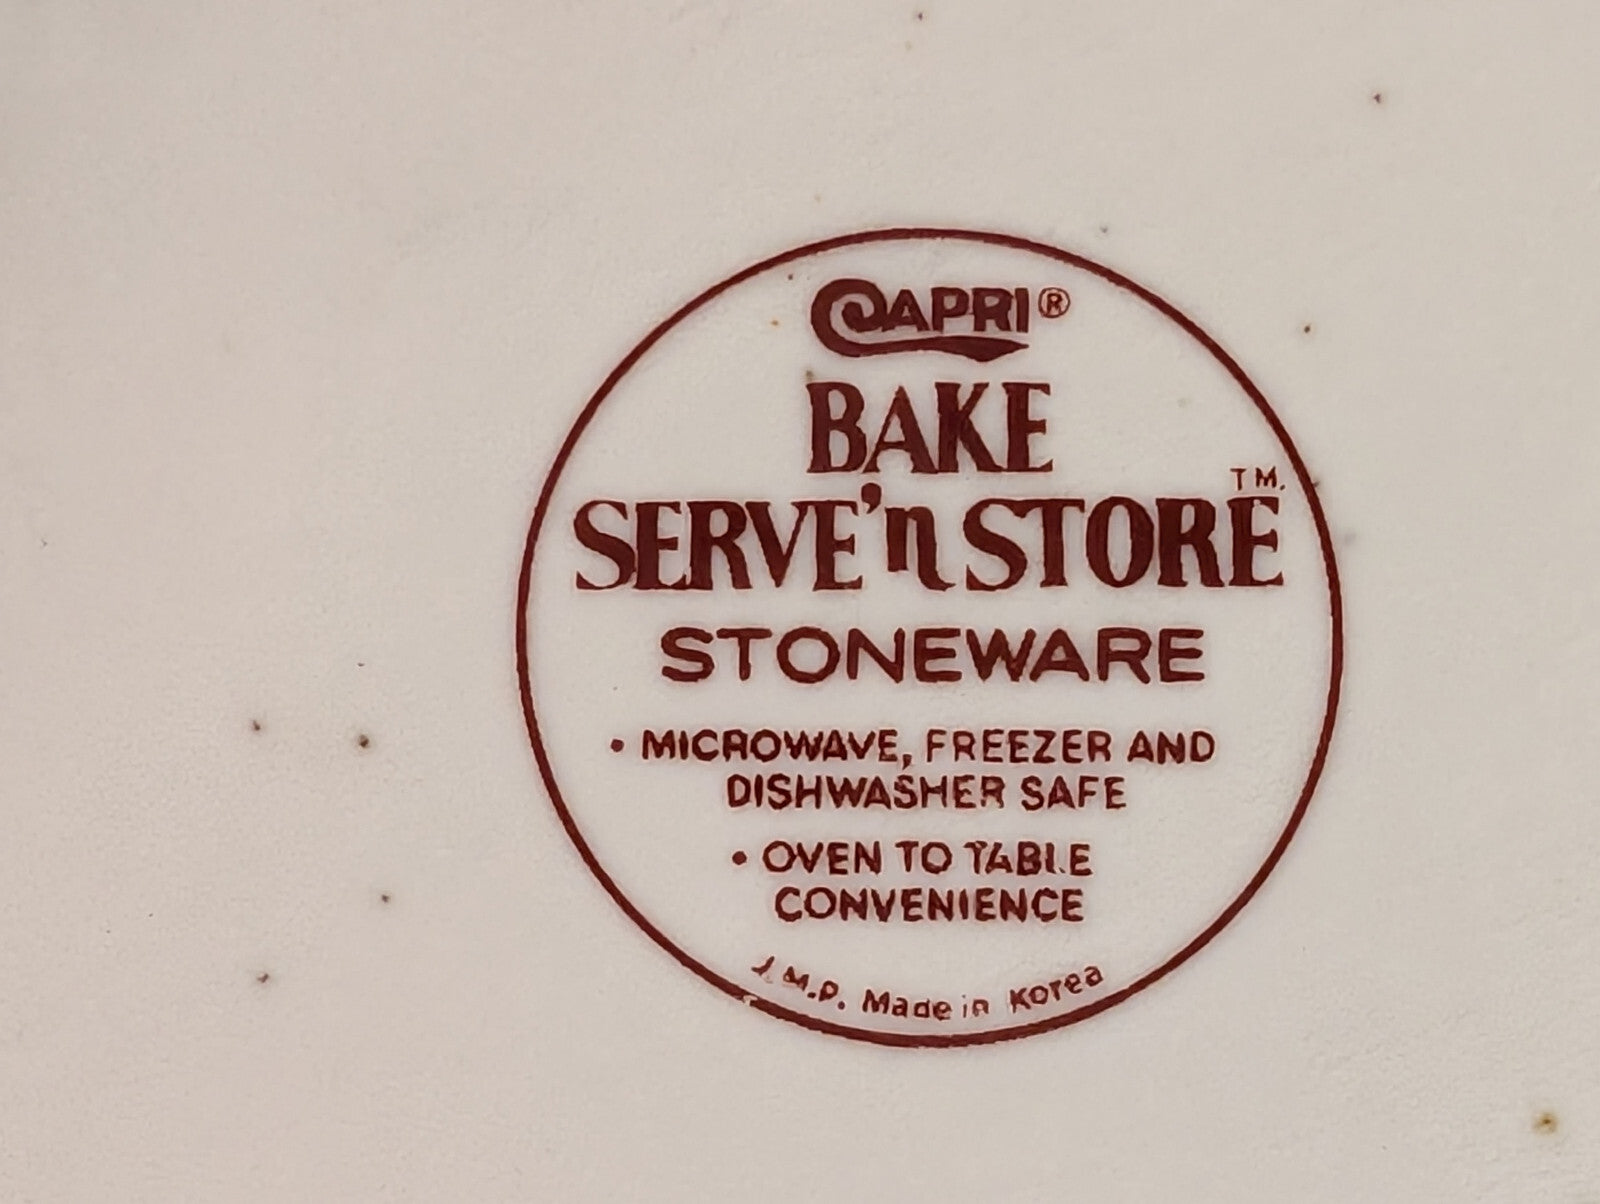 CAPRI®
BAKE
SERVE'n STORE™.
STONEWARE
• MICROWAVE, FREEZER AND
DISHWASHER SAFE
• OVEN TO TABLE
CONVENIENCE
J.M.P. Made in Korea